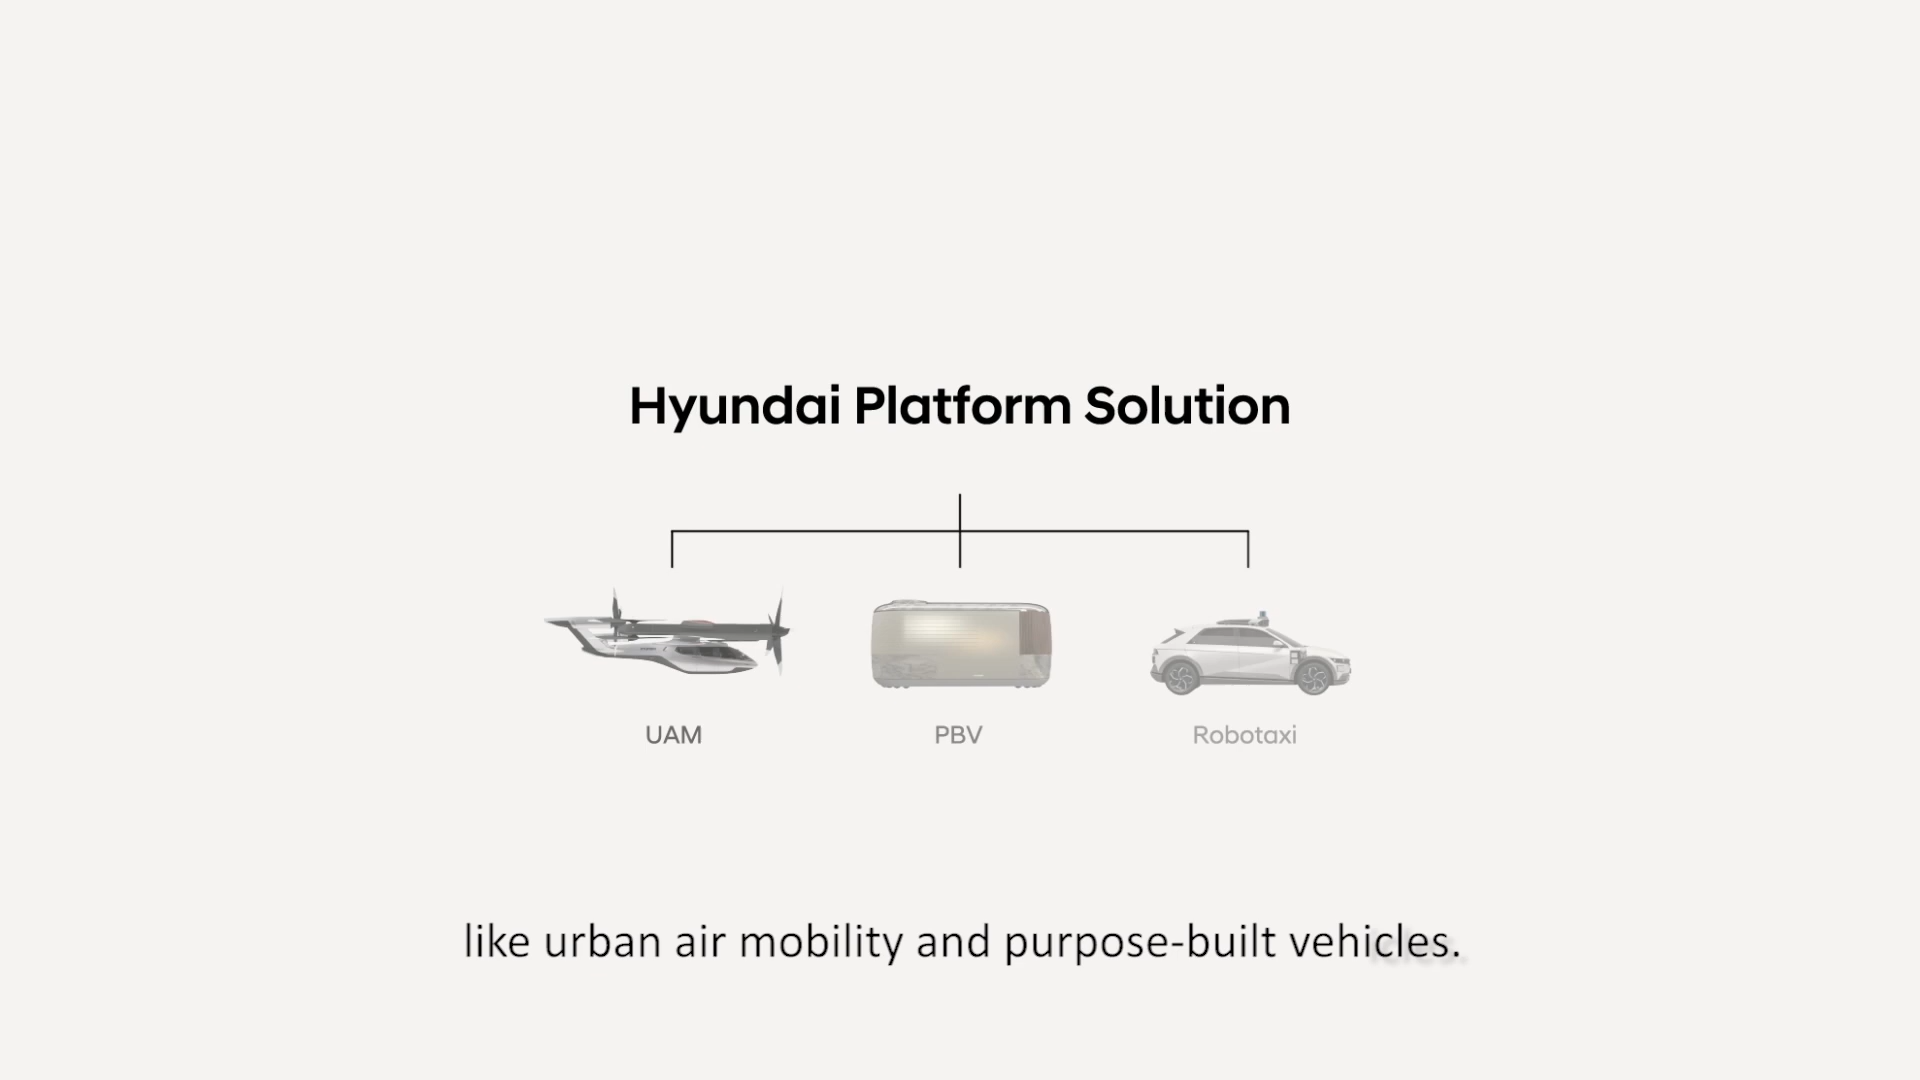 Hyundai Platform Solution
UAM
PBV
Robotaxi
like urban air mobility and purpose-built vehicles.